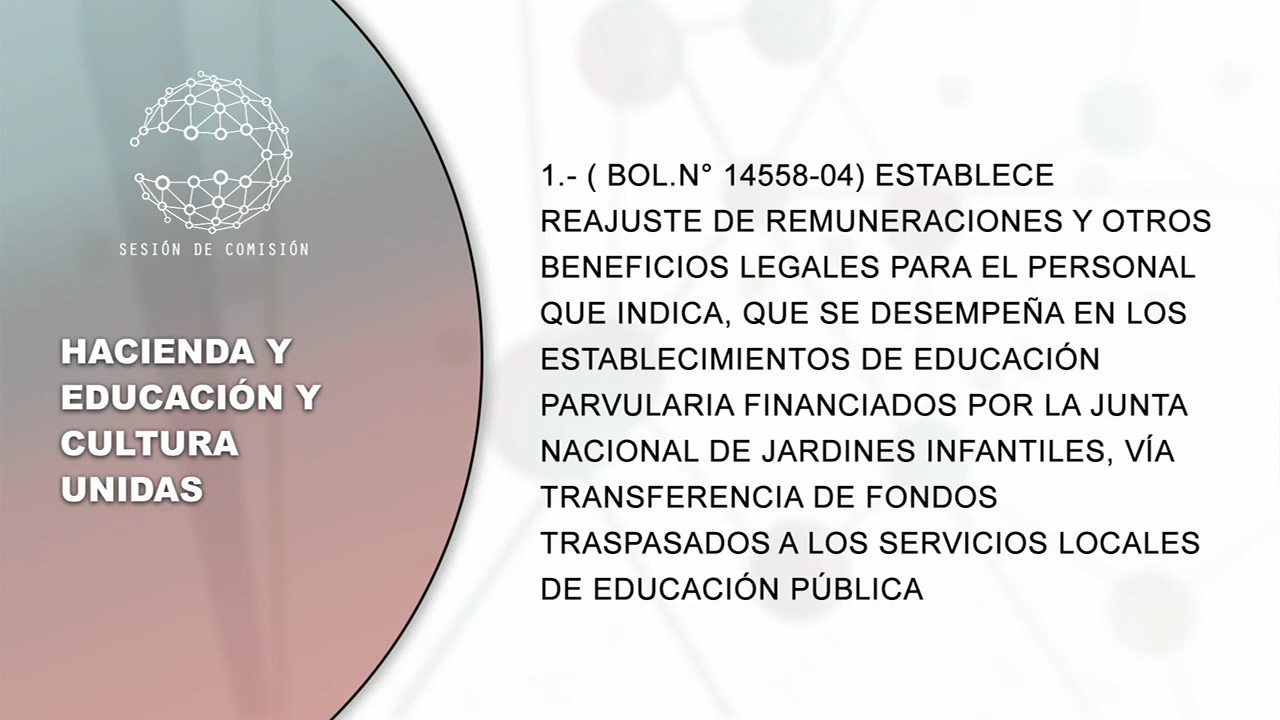 SESIÓN DE COMISIÓN
HACIENDA Y
EDUCACIÓN Y
CULTURA
UNIDAS
1.- ( BOL.N° 14558-04) ESTABLECE
REAJUSTE DE REMUNERACIONES Y OTROS
BENEFICIOS LEGALES PARA EL PERSONAL
QUE INDICA, QUE SE DESEMPEÑA EN LOS
ESTABLECIMIENTOS DE EDUCACIÓN
PARVULARIA FINANCIADOS POR LA JUNTA
NACIONAL DE JARDINES INFANTILES, VÍA
TRANSFERENCIA DE FONDOS
TRASPASADOS A LOS SERVICIOS LOCALES
DE EDUCACIÓN PÚBLICA